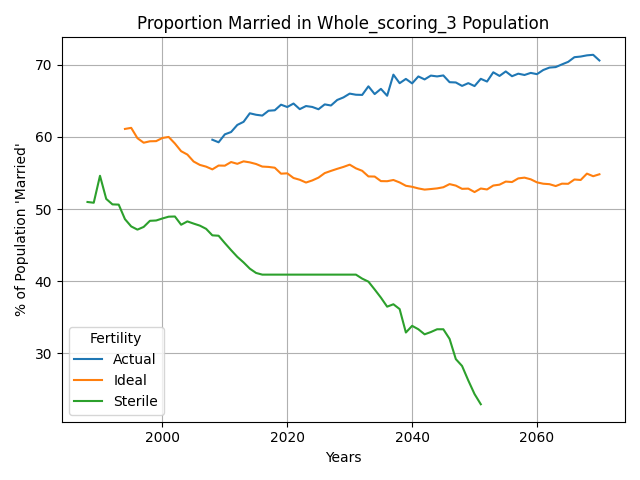 Proportion Married in Whole_scoring_3 Population
% of Population 'Married'
70
60
50
40
30
Fertility
Actual
Ideal
Sterile
2000
2020
2040
2060
Years